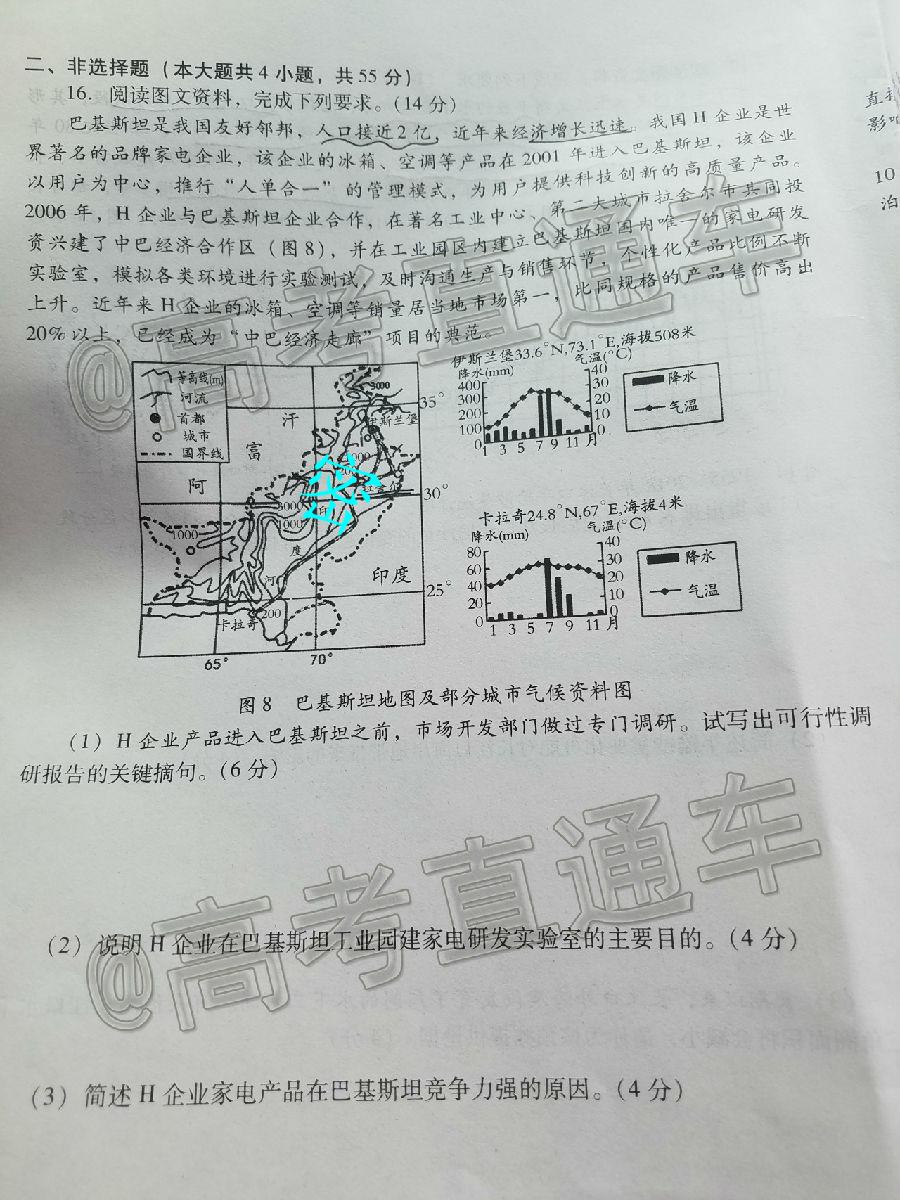 二、非选择题（本大题共4小题，共55分）
16. 阅读图文资料，完成下列要求。（14分）
巴基斯坦是我国友好邻邦，人口接近2亿，近年来经济增长迅速。我国H企业是世
界著名的品牌家电企业，该企业的冰箱、空调等产品在2001年进入巴基斯坦，该企业
以用户为中心，推行“人单合一”的管理模式，为用户提供科技创新的高质量产品。
2006年，H企业与巴基斯坦企业合作，在著名工业中心、第二大城市拉合尔市共同投
资兴建了中巴经济合作区（图8），并在工业园区内建立巴基斯坦国内唯一的家电研发
实验室，模拟各类环境进行实验测试，及时沟通生产与销售环节，个性化产品比例不断
上升。近年来H企业的冰箱、空调等销量居当地市场第一，比同规格的产品售价高出
20%以上，已经成为“中巴经济走廊”项目的典范。
等高线(m)
河流
首都
城市
国界线
阿
富
汗
3000
伊斯兰堡
1000
印
度
河
印度
卡拉奇
200
35°
30°
25°
65°
70°
伊斯兰堡33.6°N,73.1°E,海拔508米
降水(mm)
气温(°C)
400
300
200
100
0
40
30
20
10
0
1 3 5 7 9 11 月
降水
气温
卡拉奇24.8°N,67°E,海拔4米
降水(mm)
气温(°C)
80
60
40
20
0
40
30
20
10
0
1 3 5 7 9 11 月
降水
气温
密
图8 巴基斯坦地图及部分城市气候资料图
(1) H企业产品进入巴基斯坦之前，市场开发部门做过专门调研。试写出可行性调
研报告的关键摘句。（6分）
(2) 说明H企业在巴基斯坦工业园建家电研发实验室的主要目的。（4分）
(3) 简述H企业家电产品在巴基斯坦竞争力强的原因。（4分）
@高考直通车
@高考直通车
直接
影响
10
泊